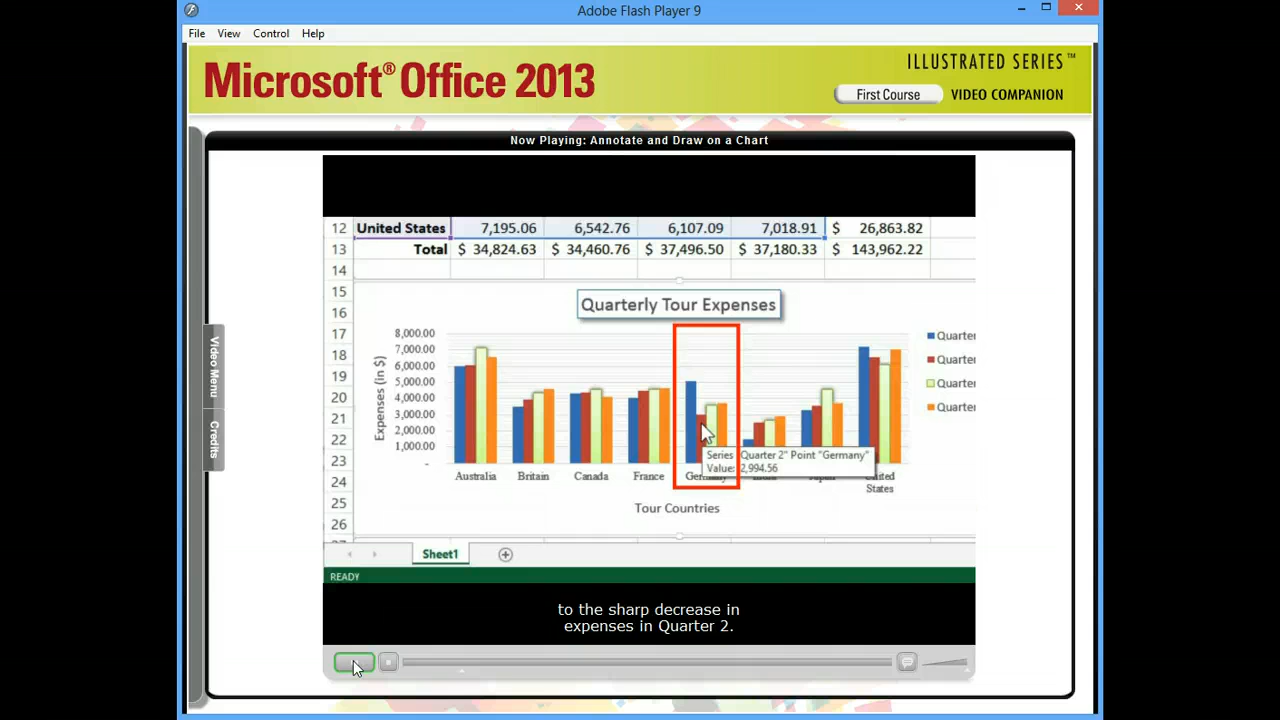 Adobe Flash Player 9
File View Control Help
Microsoft® Office 2013
ILLUSTRATED SERIES™
First Course VIDEO COMPANION
Now Playing: Annotate and Draw on a Chart
Video Menu
Credits
12 United States 7,195.06 6,542.76 6,107.09 7,018.91 $ 26,863.82
13 Total $ 34,824.63 $ 34,460.76 $ 37,496.50 $ 37,180.33 $ 143,962.22
14
15
16
17
18
19
20
21
22
23
24
25
26
Quarterly Tour Expenses
Expenses (in $)
8,000.00
7,000.00
6,000.00
5,000.00
4,000.00
3,000.00
2,000.00
1,000.00
-
Quarter
Quarter
Quarter
Quarter
Series Quarter 2" Point "Germany"
Value: 2,994.56
Australia Britain Canada France Germany Japan United States
Tour Countries
Sheet1
READY
to the sharp decrease in
expenses in Quarter 2.